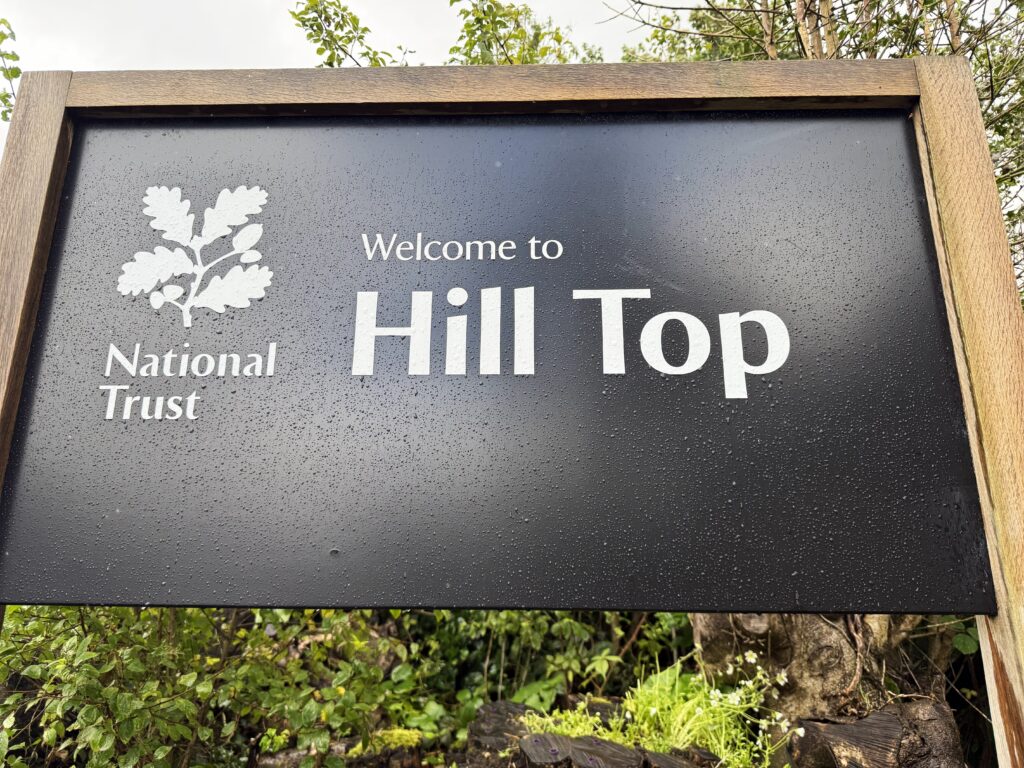 Welcome to
Hill Top
National
Trust